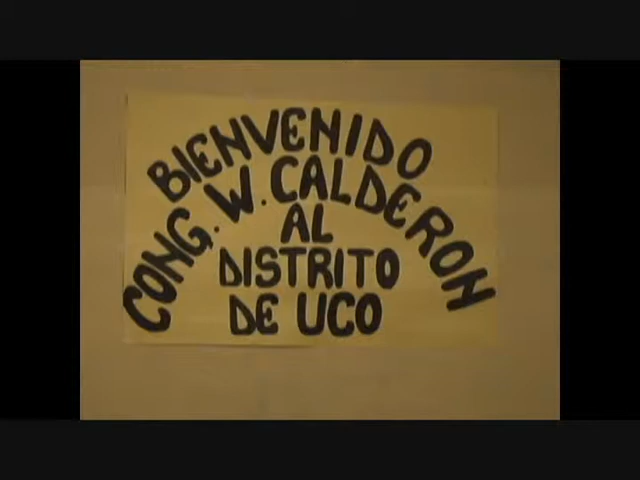 BIENVENIDO
CONG. W. CALDERON
AL
DISTRITO
DE UCO